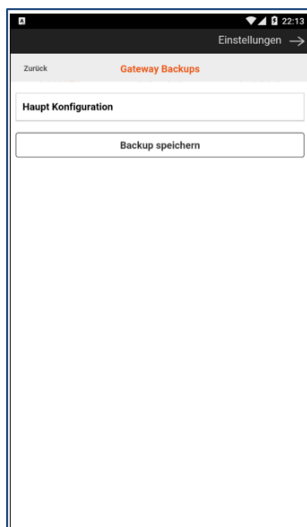 22:13
Einstellungen
Zurück Gateway Backups
Haupt Konfiguration
Backup speichern